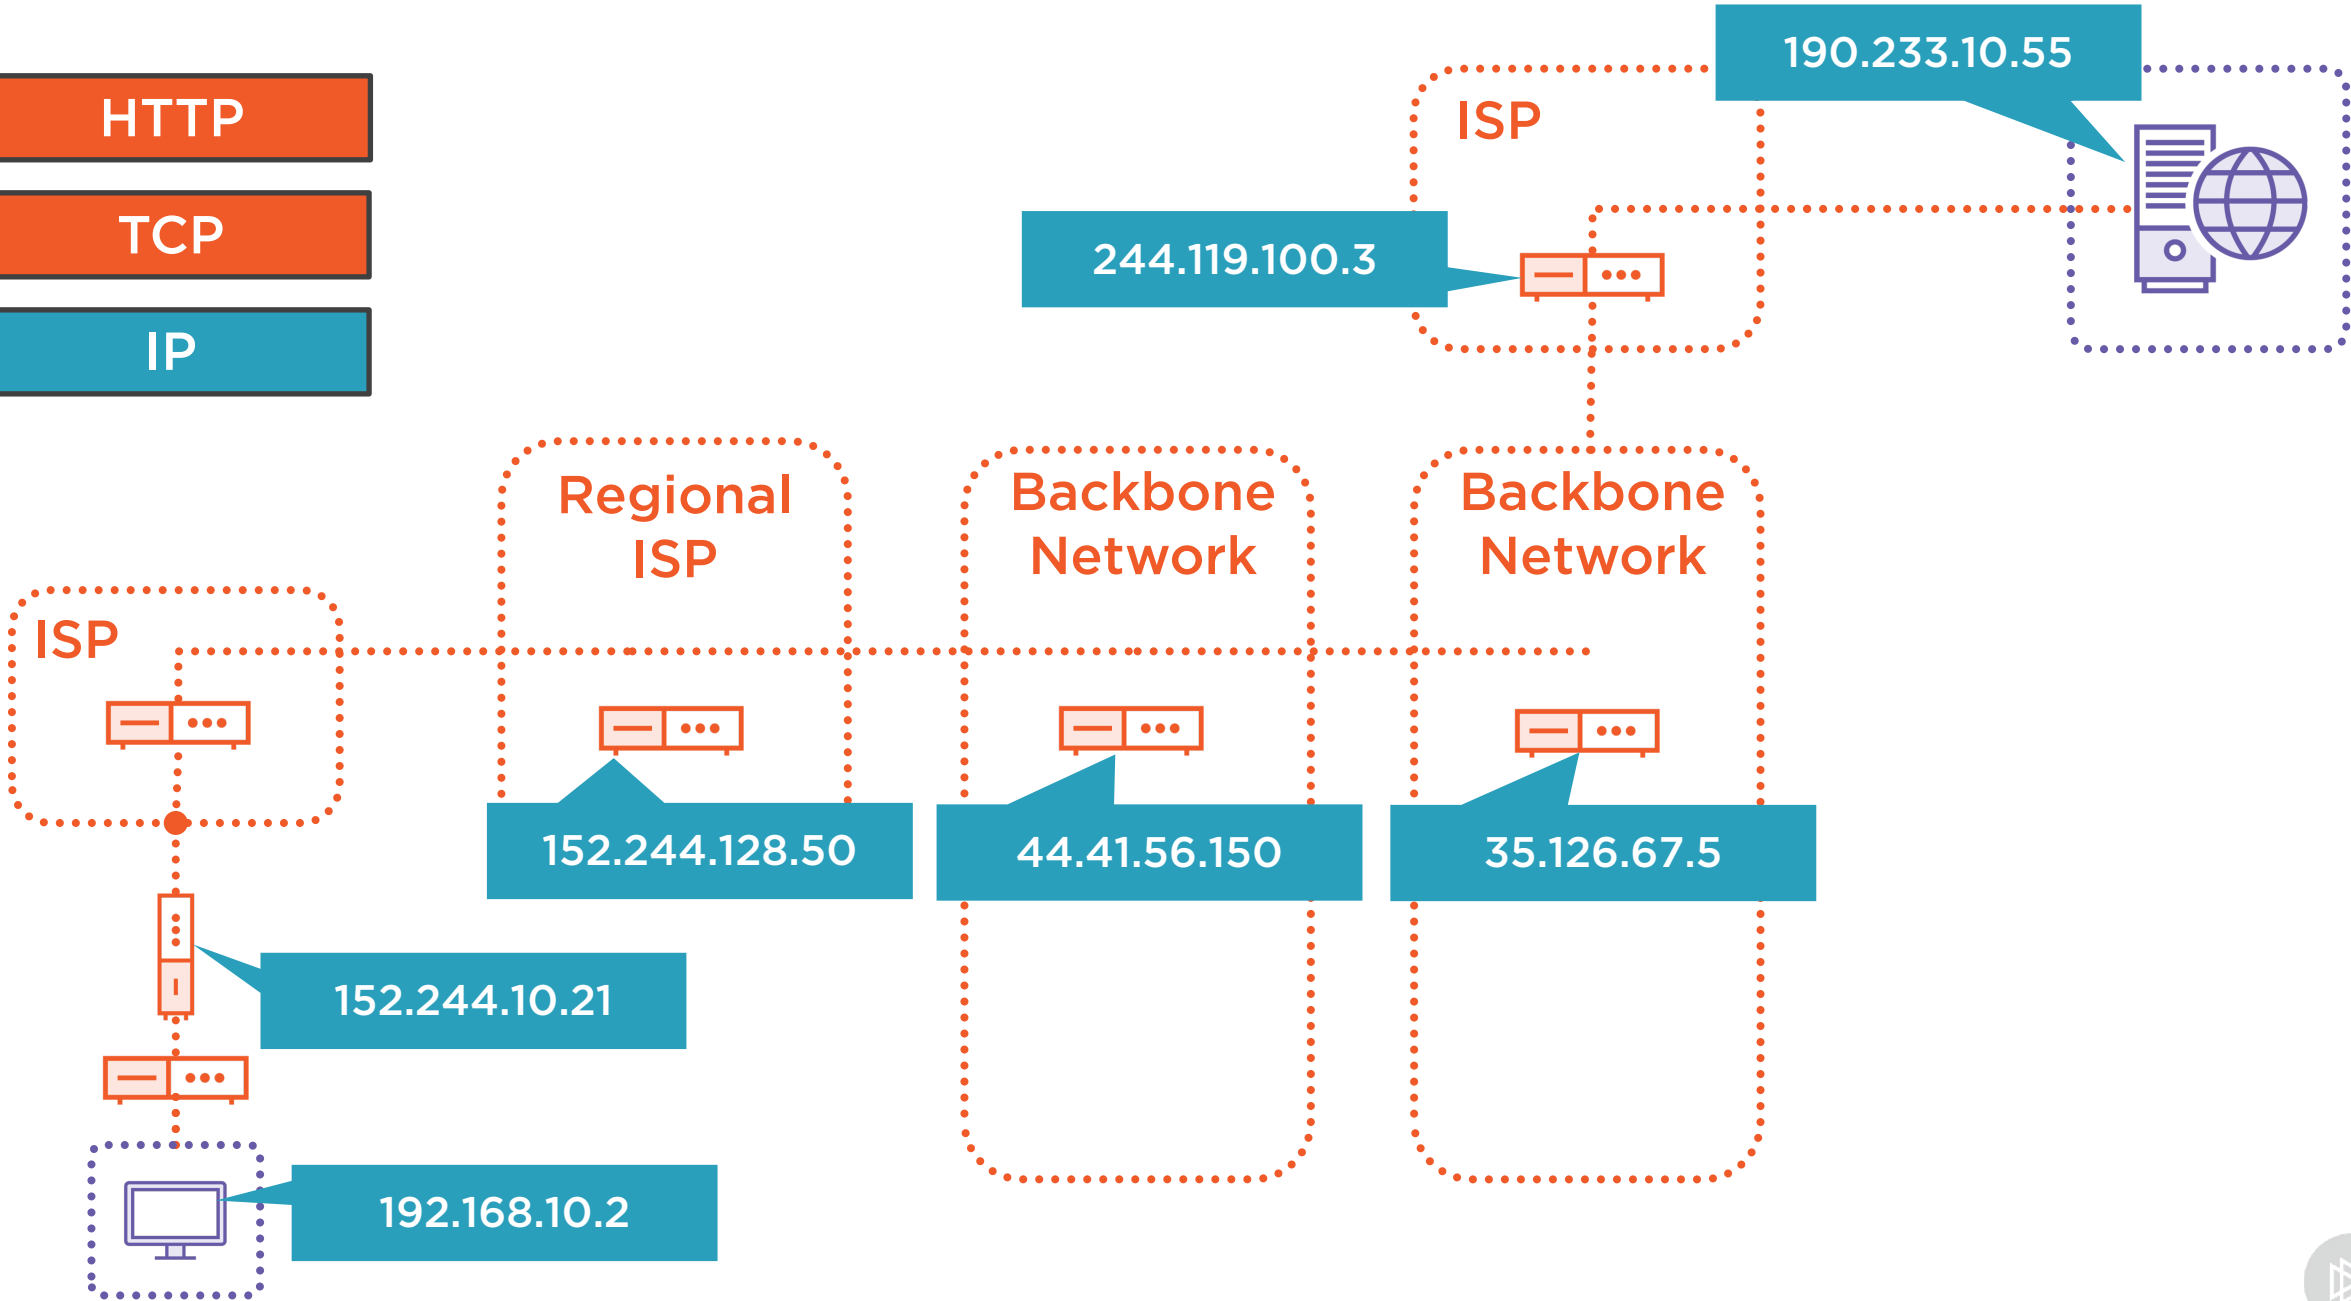 HTTP
TCP
IP
190.233.10.55
ISP
244.119.100.3
Regional
ISP
Backbone
Network
Backbone
Network
ISP
152.244.128.50
44.41.56.150
35.126.67.5
152.244.10.21
192.168.10.2